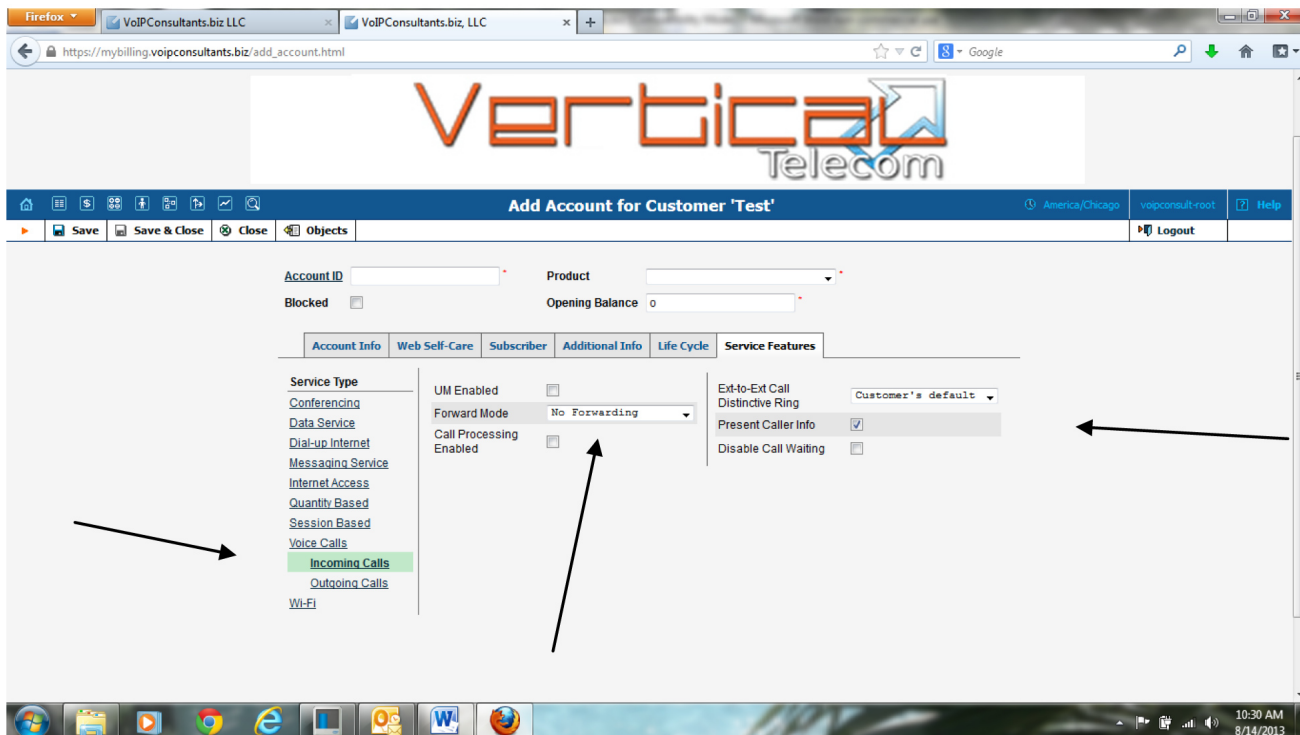 Firefox
VoIPConsultants.biz LLC
VoIPConsultants.biz, LLC
https://mybilling.voipconsultants.biz/add_account.html
Google
Vertical
Telecom
Add Account for Customer 'Test'
America/Chicago
voipconsult-root
Help
Save
Save & Close
Close
Objects
Logout
Account ID
*
Product
*
Blocked
Opening Balance
0
*
Account Info
Web Self-Care
Subscriber
Additional Info
Life Cycle
Service Features
Service Type
Conferencing
Data Service
Dial-up Internet
Messaging Service
Internet Access
Quantity Based
Session Based
Voice Calls
Incoming Calls
Outgoing Calls
Wi-Fi
UM Enabled
Forward Mode
No Forwarding
Call Processing
Enabled
Ext-to-Ext Call
Distinctive Ring
Customer's default
Present Caller Info
Disable Call Waiting
10:30 AM
8/14/2013